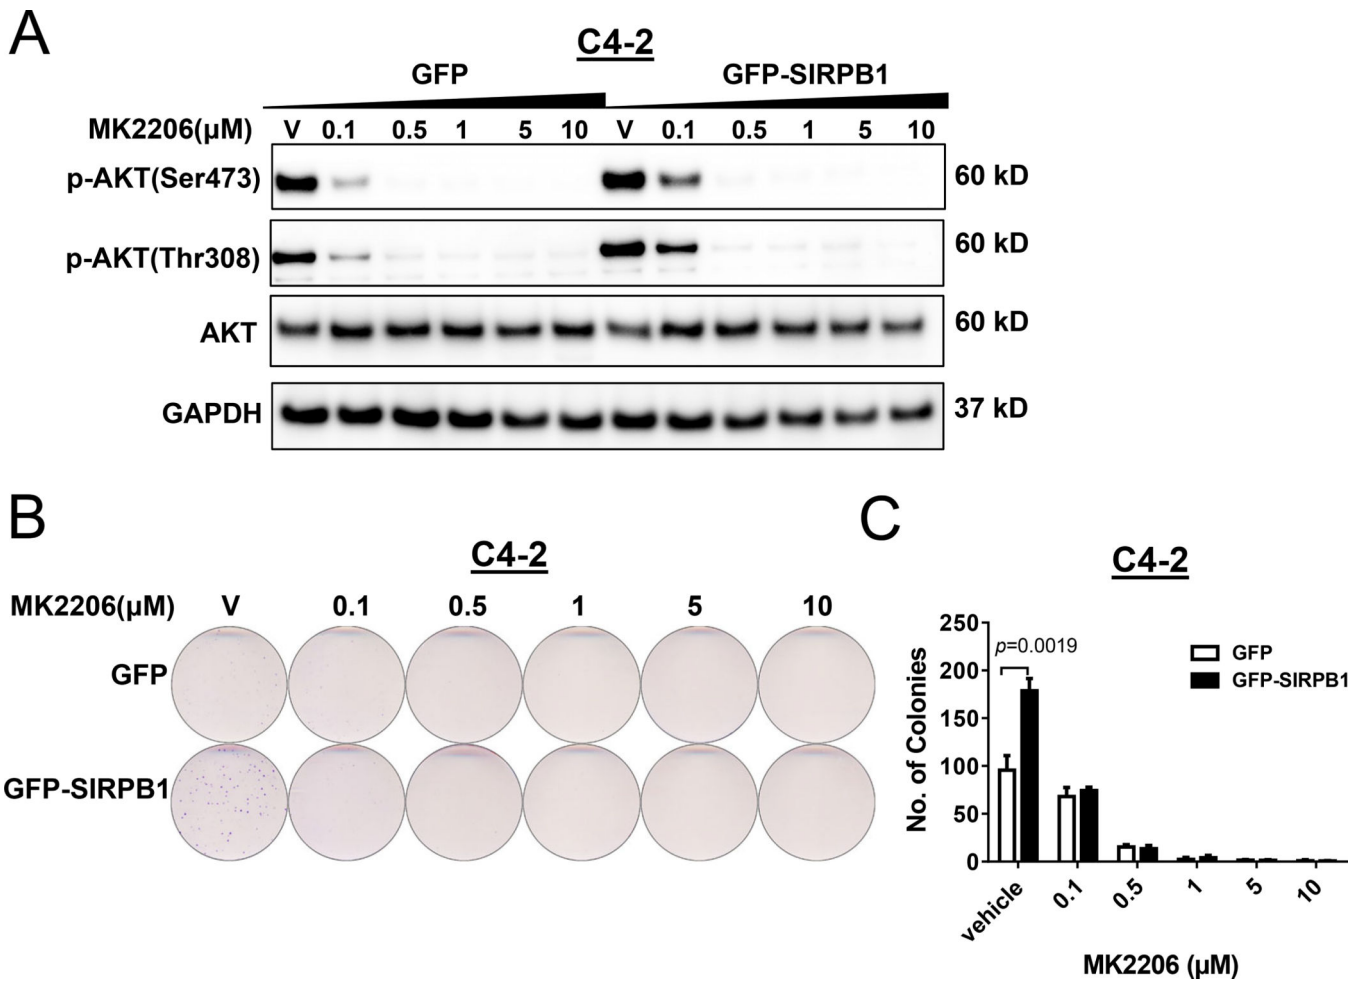 A
C4-2
GFP GFP-SIRPB1
MK2206(µM) V 0.1 0.5 1 5 10 V 0.1 0.5 1 5 10
p-AKT(Ser473) 60 kD
p-AKT(Thr308) 60 kD
AKT 60 kD
GAPDH 37 kD
B
C4-2
MK2206(µM) V 0.1 0.5 1 5 10
GFP
GFP-SIRPB1
C
C4-2
No. of Colonies
250
200
150
100
50
0
p=0.0019
GFP
GFP-SIRPB1
vehicle 0.1 0.5 1 5 10
MK2206 (µM)